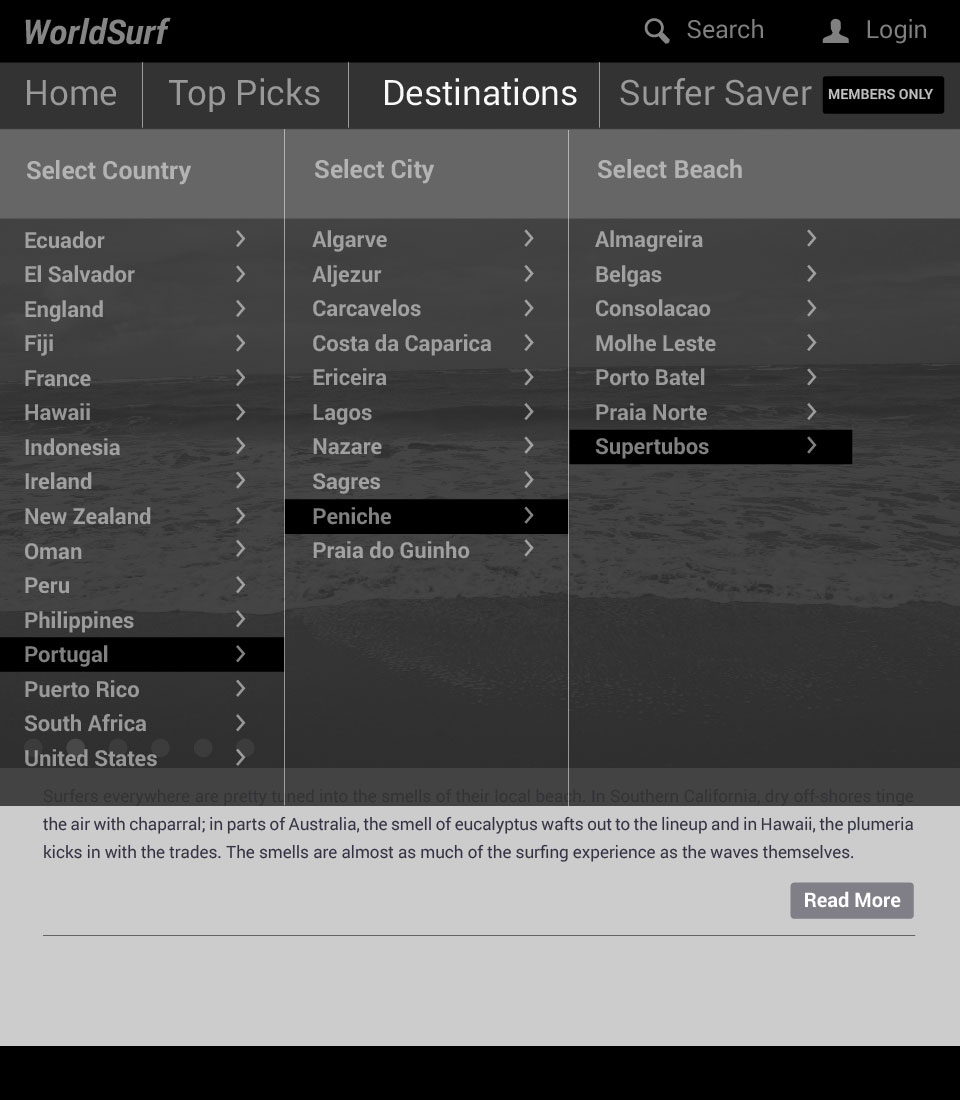 WorldSurf
Search
Login
Home
Top Picks
Destinations
Surfer Saver
MEMBERS ONLY
Select Country
Ecuador
El Salvador
England
Fiji
France
Hawaii
Indonesia
Ireland
New Zealand
Oman
Peru
Philippines
Portugal
Puerto Rico
South Africa
United States
Select City
Algarve
Aljezur
Carcavelos
Costa da Caparica
Ericeira
Lagos
Nazare
Sagres
Peniche
Praia do Guinho
Select Beach
Almagreira
Belgas
Consolacao
Molhe Leste
Porto Batel
Praia Norte
Supertubos
Surfers everywhere are pretty tuned into the smells of their local beach. In Southern California, dry off-shores tinge
the air with chaparral; in parts of Australia, the smell of eucalyptus wafts out to the lineup and in Hawaii, the plumeria
kicks in with the trades. The smells are almost as much of the surfing experience as the waves themselves.
Read More